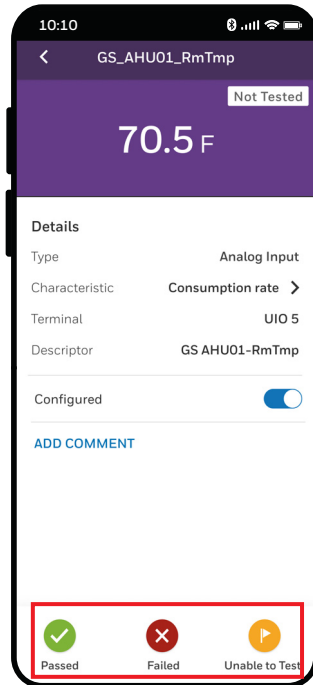 10:10
GS_AHU01_RmTmp
Not Tested
70.5 F
Details
Type Analog Input
Characteristic Consumption rate
Terminal UIO 5
Descriptor GS AHU01-RmTmp
Configured
ADD COMMENT
Passed Failed Unable to Test